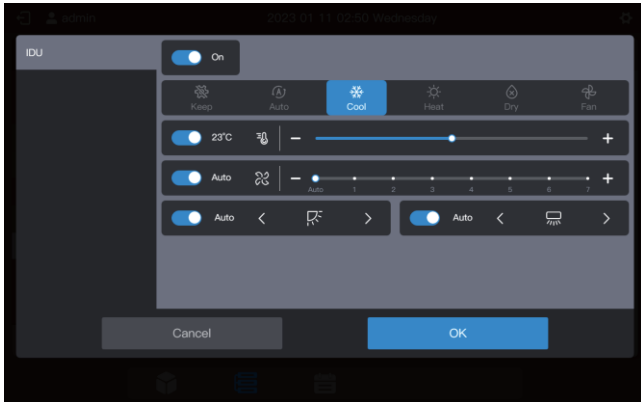 admin 2023 01 11 02:50 Wednesday
IDU
On
Keep Auto Cool Heat Dry Fan
23°C
Auto
Auto 1 2 3 4 5 6 7
Auto Auto
Cancel OK